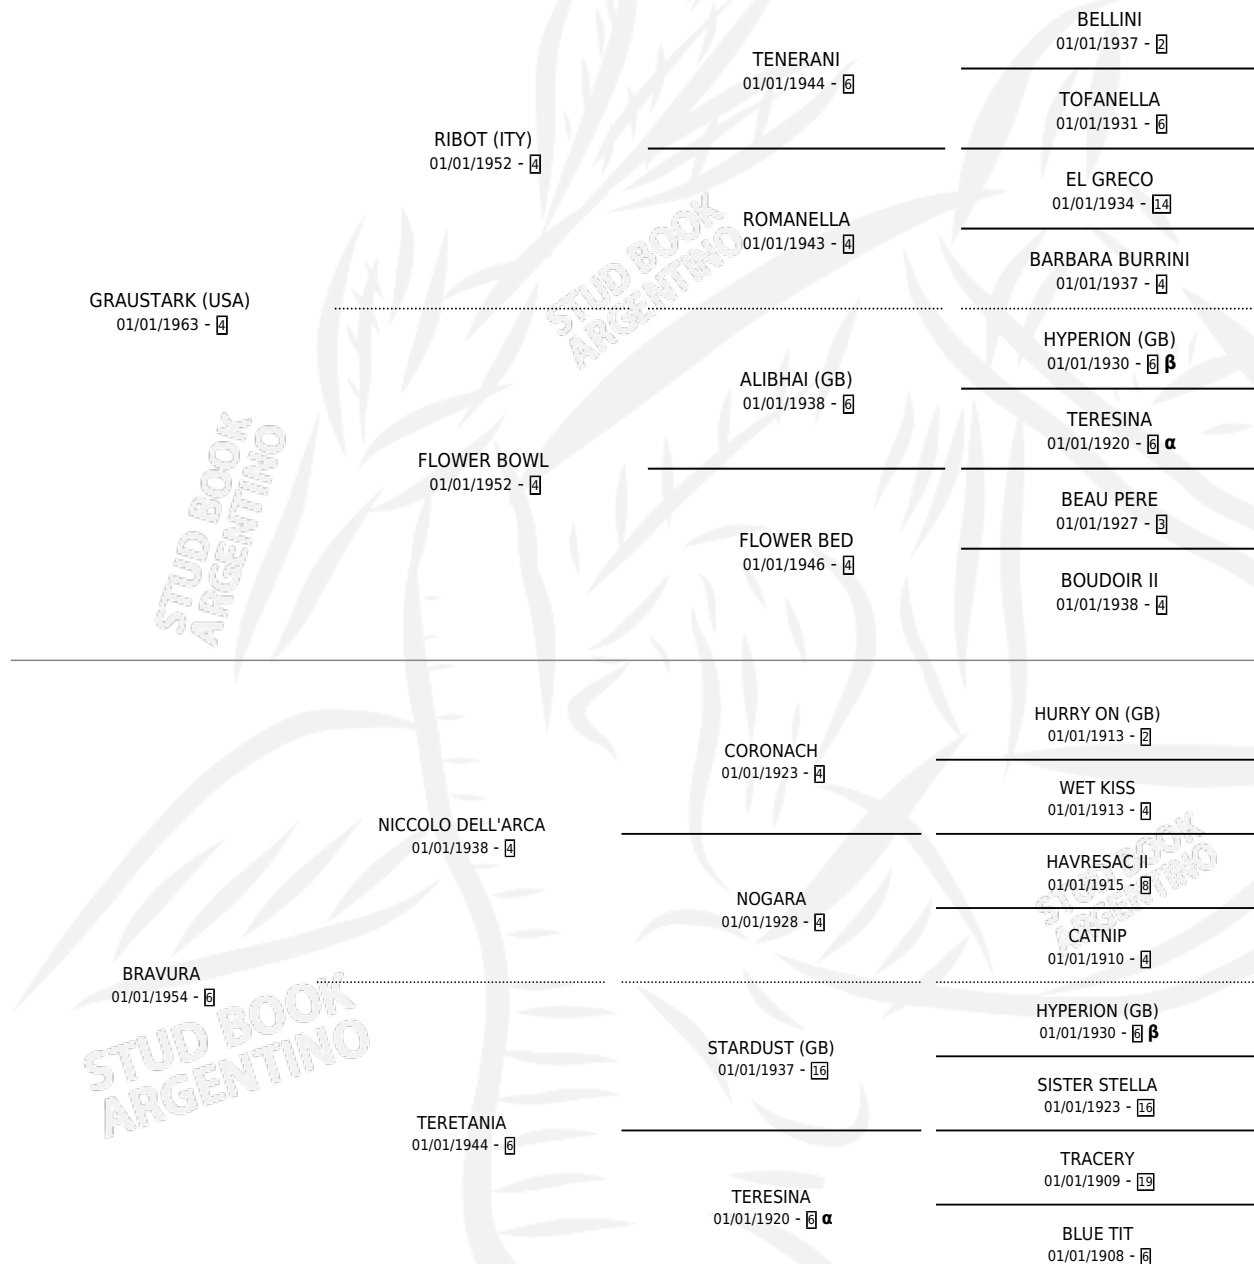 BELLINI
01/01/1937 - 2
TENERANI
01/01/1944 - 6
TOFANELLA
01/01/1931 - 6
RIBOT (ITY)
01/01/1952 - 4
EL GRECO
01/01/1934 - 14
ROMANELLA
01/01/1943 - 4
BARBARA BURRINI
01/01/1937 - 4
GRAUSTARK (USA)
01/01/1963 - 4
HYPERION (GB)
01/01/1930 - 6 β
ALIBHAI (GB)
01/01/1938 - 6
TERESINA
01/01/1920 - 6 α
FLOWER BOWL
01/01/1952 - 4
BEAU PERE
01/01/1927 - 3
FLOWER BED
01/01/1946 - 4
BOUDOIR II
01/01/1938 - 4
HURRY ON (GB)
01/01/1913 - 2
CORONACH
01/01/1923 - 4
WET KISS
01/01/1913 - 4
NICCOLO DELL'ARCA
01/01/1938 - 4
HAVRESAC II
01/01/1915 - 8
NOGARA
01/01/1928 - 4
CATNIP
01/01/1910 - 4
BRAVURA
01/01/1954 - 6
HYPERION (GB)
01/01/1930 - 6 β
STARDUST (GB)
01/01/1937 - 16
SISTER STELLA
01/01/1923 - 16
TERETANIA
01/01/1944 - 6
TRACERY
01/01/1909 - 19
TERESINA
01/01/1920 - 6 α
BLUE TIT
01/01/1908 - 6
STUD BOOK
ARGENTINO
STUD BOOK
ARGENTINO
STUD BOOK
ARGENTINO
STUD BOOK
ARGENTINO